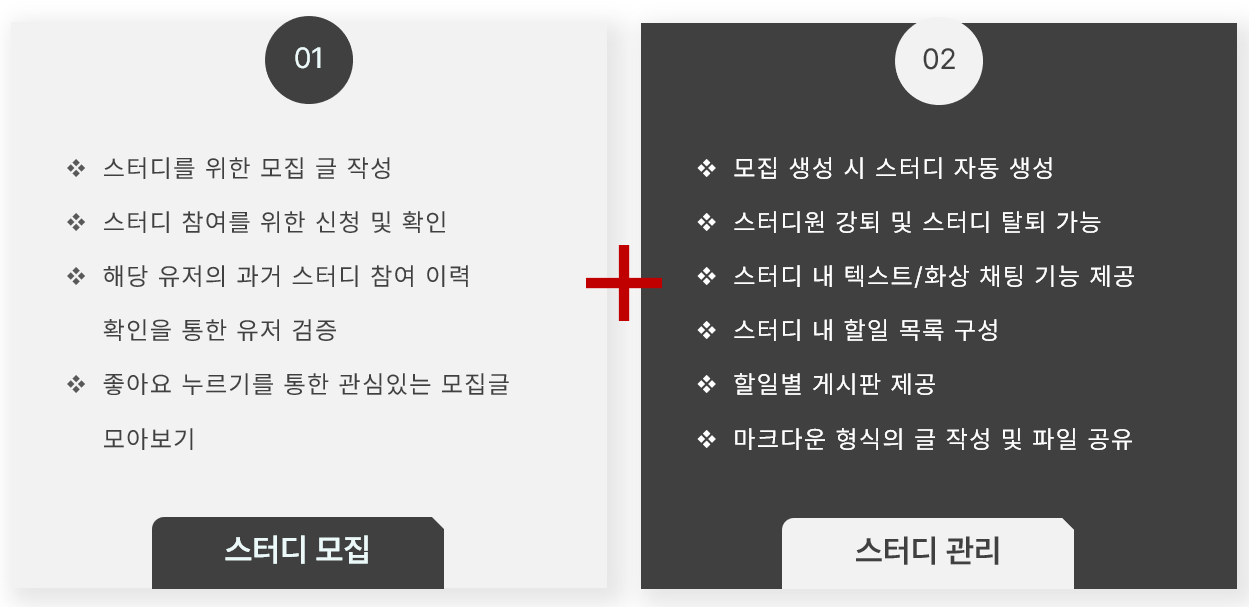 01
스터디를 위한 모집 글 작성
스터디 참여를 위한 신청 및 확인
해당 유저의 과거 스터디 참여 이력
확인을 통한 유저 검증
좋아요 누르기를 통한 관심있는 모집글
모아보기
스터디 모집
02
모집 생성 시 스터디 자동 생성
스터디원 강퇴 및 스터디 탈퇴 가능
스터디 내 텍스트/화상 채팅 기능 제공
스터디 내 할일 목록 구성
할일별 게시판 제공
마크다운 형식의 글 작성 및 파일 공유
스터디 관리